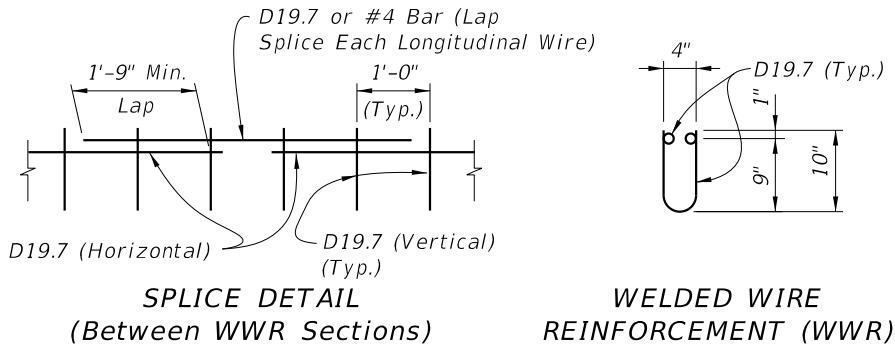 D19.7 or #4 Bar (Lap
Splice Each Longitudinal Wire)
1'-9" Min.
Lap
1'-0"
(Typ.)
D19.7 (Horizontal)
D19.7 (Vertical)
(Typ.)
SPLICE DETAIL
(Between WWR Sections)
4"
D19.7 (Typ.)
1"
9"
10"
WELDED WIRE
REINFORCEMENT (WWR)